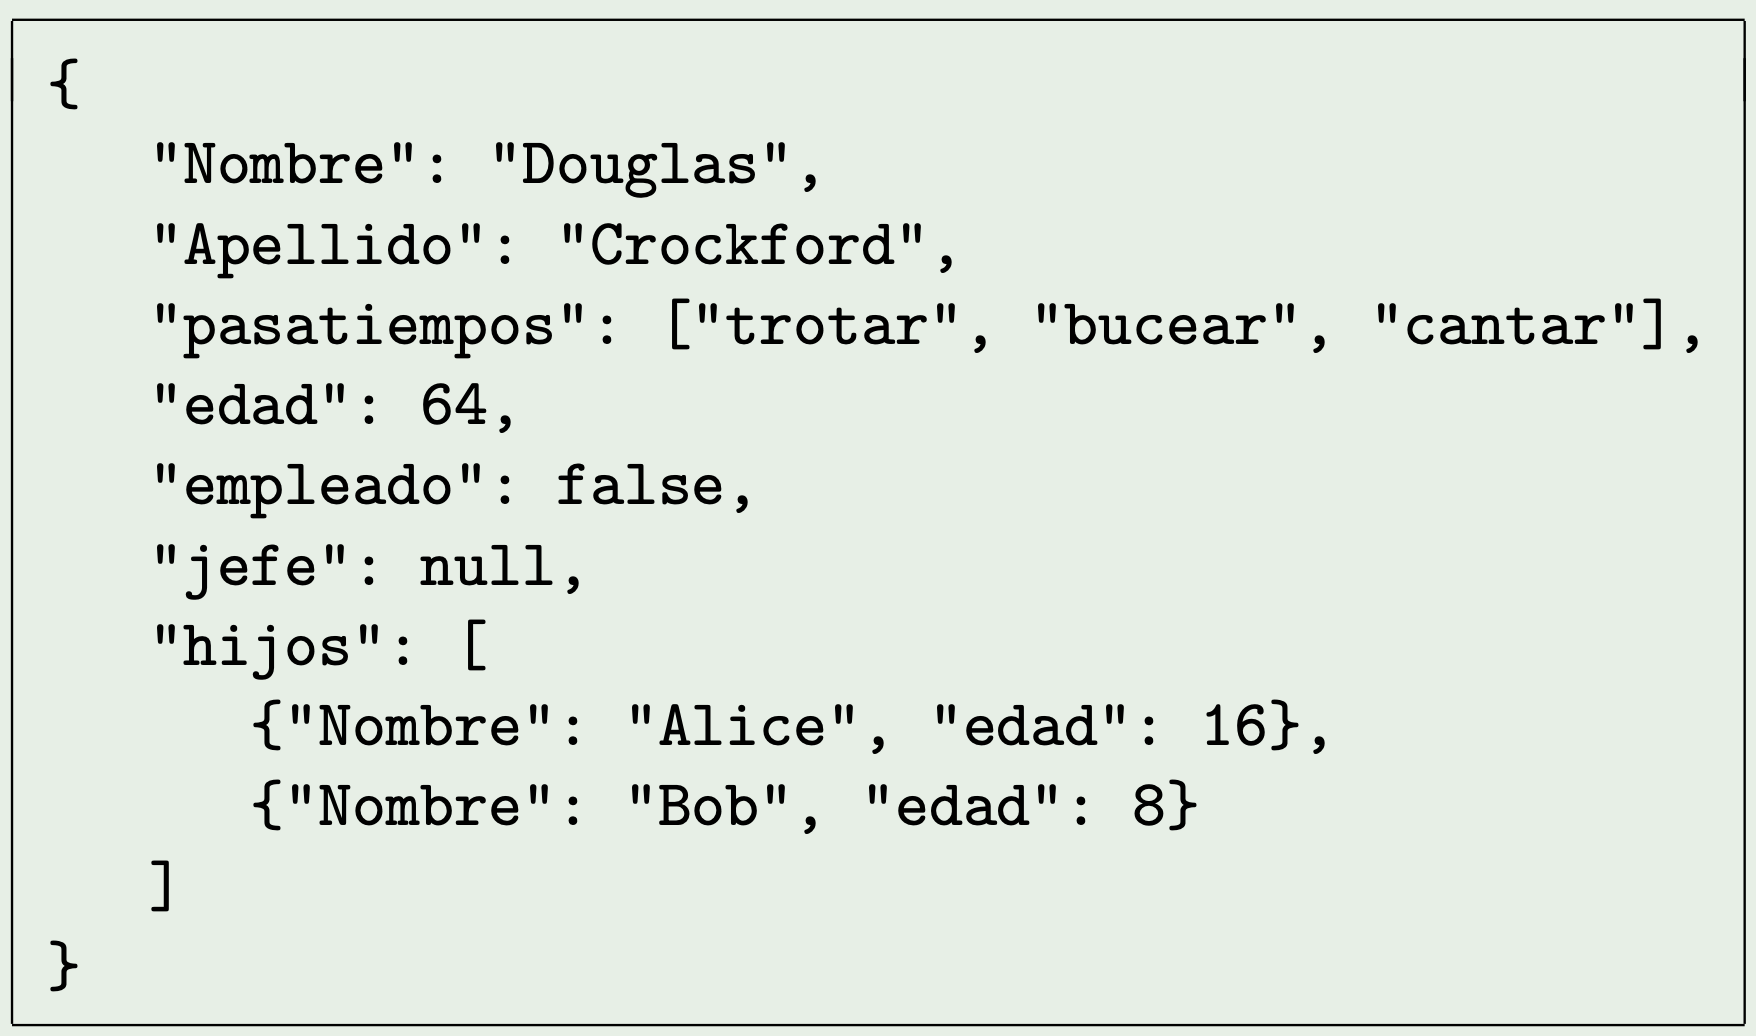 {
"Nombre": "Douglas",
"Apellido": "Crockford",
"pasatiempos": ["trotar", "bucear", "cantar"],
"edad": 64,
"empleado": false,
"jefe": null,
"hijos": [
{"Nombre": "Alice", "edad": 16},
{"Nombre": "Bob", "edad": 8}
]
}